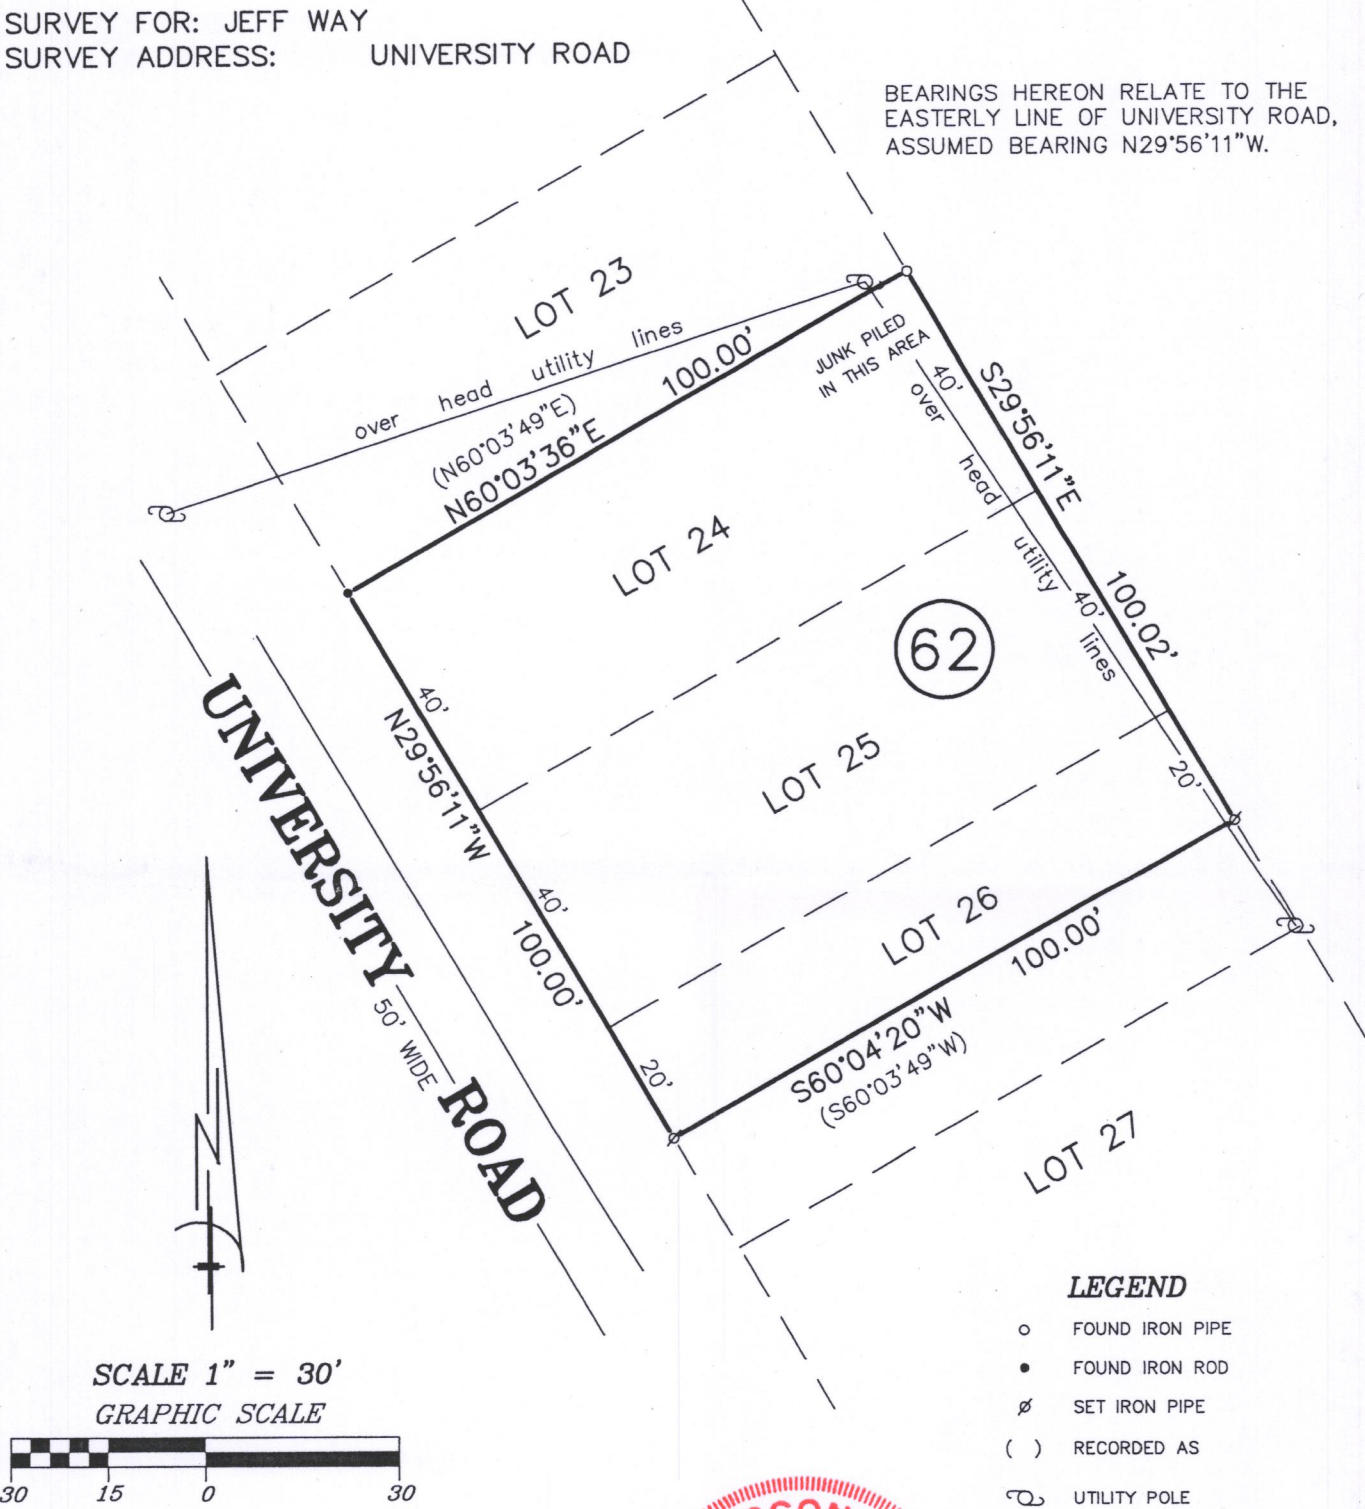 SURVEY FOR: JEFF WAY
SURVEY ADDRESS: UNIVERSITY ROAD
BEARINGS HEREON RELATE TO THE
EASTERLY LINE OF UNIVERSITY ROAD,
ASSUMED BEARING N29°56'11"W.
LOT 23
over head utility lines
100.00'
(N60°03'49"E)
N60°03'36"E
JUNK PILED
IN THIS AREA
40'
S29°56'11"E
over head utility lines
LOT 24
62
40'
100.02'
40'
N29°56'11"W
LOT 25
20'
40'
100.00'
LOT 26
100.00'
20'
S60°04'20"W
(S60°03'49"W)
UNIVERSITY
50' WIDE
ROAD
LOT 27
N
SCALE 1" = 30'
GRAPHIC SCALE
30 15 0 30
LEGEND
FOUND IRON PIPE
FOUND IRON ROD
SET IRON PIPE
( ) RECORDED AS
UTILITY POLE